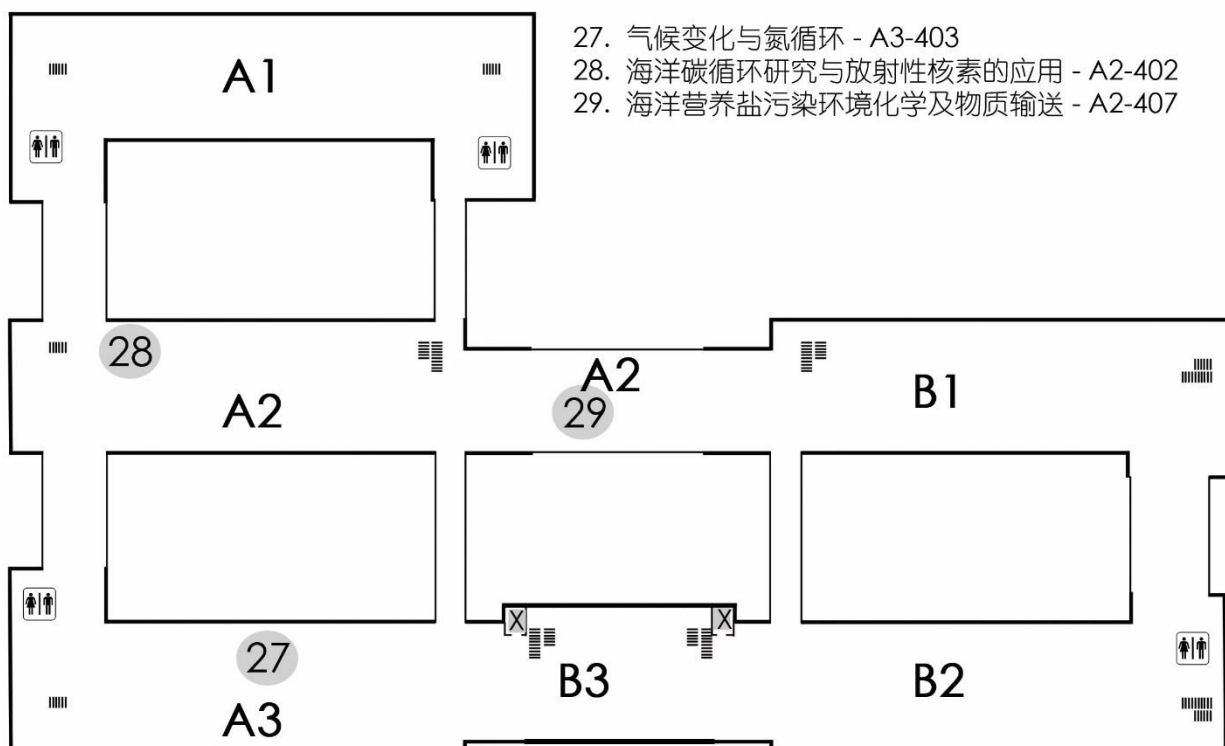 27. 气候变化与氮循环 - A3-403
28. 海洋碳循环研究与放射性核素的应用 - A2-402
29. 海洋营养盐污染环境化学及物质输送 - A2-407
A1
28
A2
A2
29
B1
X
X
27
A3
B3
B2